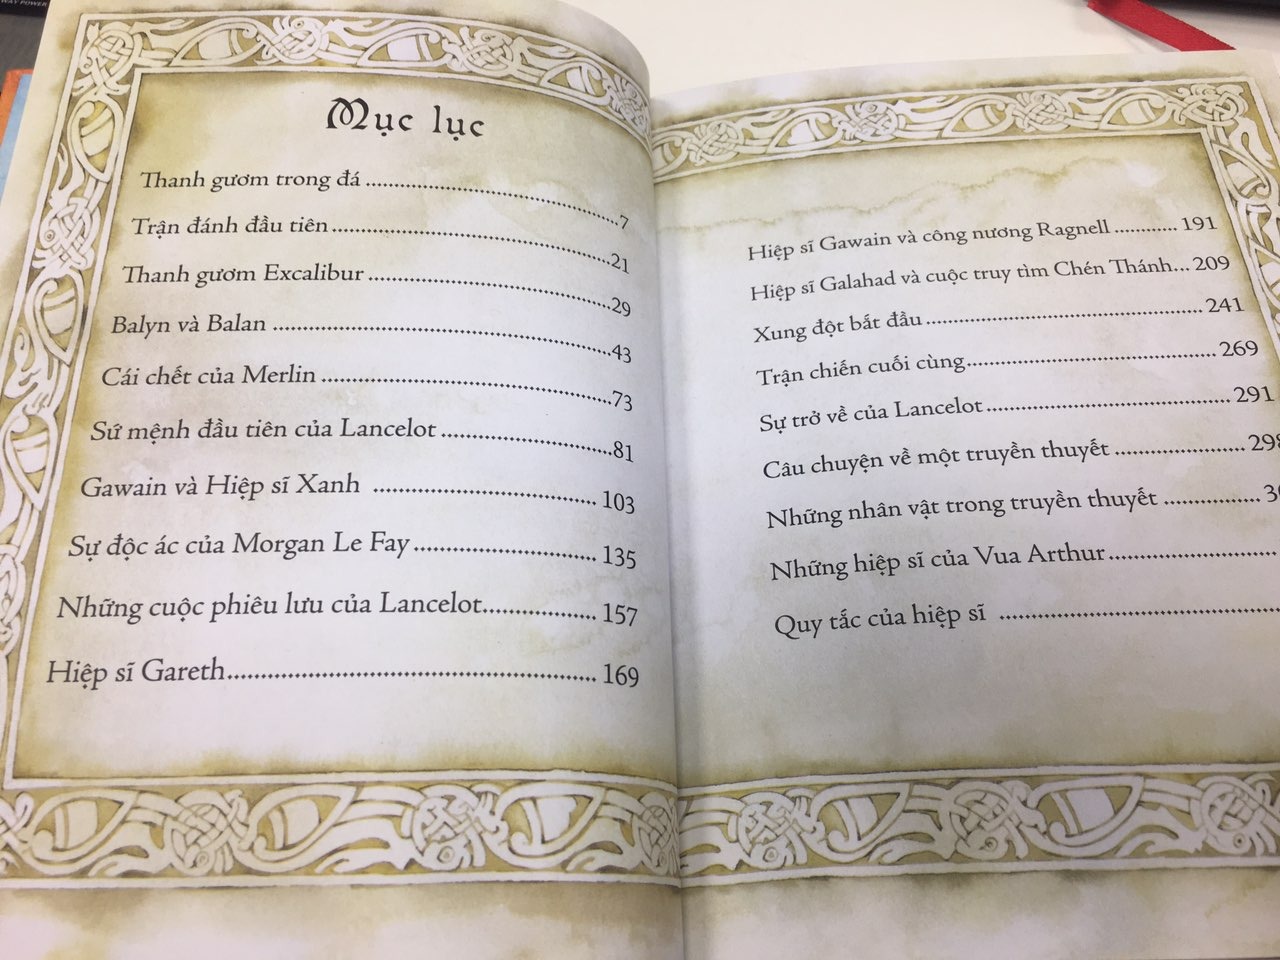 WAY POWER
Mục lục
Thanh gươm trong đá ........ 7
Trận đánh đầu tiên ........ 21
Thanh gươm Excalibur ........ 29
Balyn và Balan ........ 43
Cái chết của Merlin ........ 73
Sứ mệnh đầu tiên của Lancelot ........ 81
Gawain và Hiệp sĩ Xanh ........ 103
Sự độc ác của Morgan Le Fay ........ 135
Những cuộc phiêu lưu của Lancelot ........ 157
Hiệp sĩ Gareth ........ 169
Hiệp sĩ Gawain và công nương Ragnell ........ 191
Hiệp sĩ Galahad và cuộc truy tìm Chén Thánh... 209
Xung đột bắt đầu ........ 241
Trận chiến cuối cùng ........ 269
Sự trở về của Lancelot ........ 291
Câu chuyện về một truyền thuyết ........ 298
Những nhân vật trong truyền thuyết ........
Những hiệp sĩ của Vua Arthur ........
Quy tắc của hiệp sĩ ........